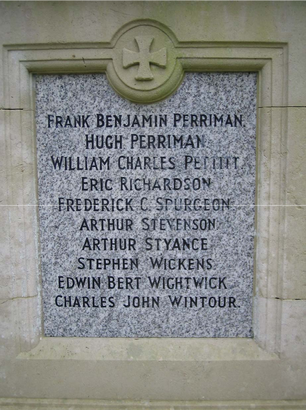 FRANK BENJAMIN PERRIMAN.
HUGH PERRIMAN.
WILLIAM CHARLES PETTITT.
ERIC RICHARDSON.
FREDERICK C. SPURGEON.
ARTHUR STEVENSON.
ARTHUR STYANCE.
STEPHEN WICKENS.
EDWIN BERT WIGHTWICK.
CHARLES JOHN WINTOUR.